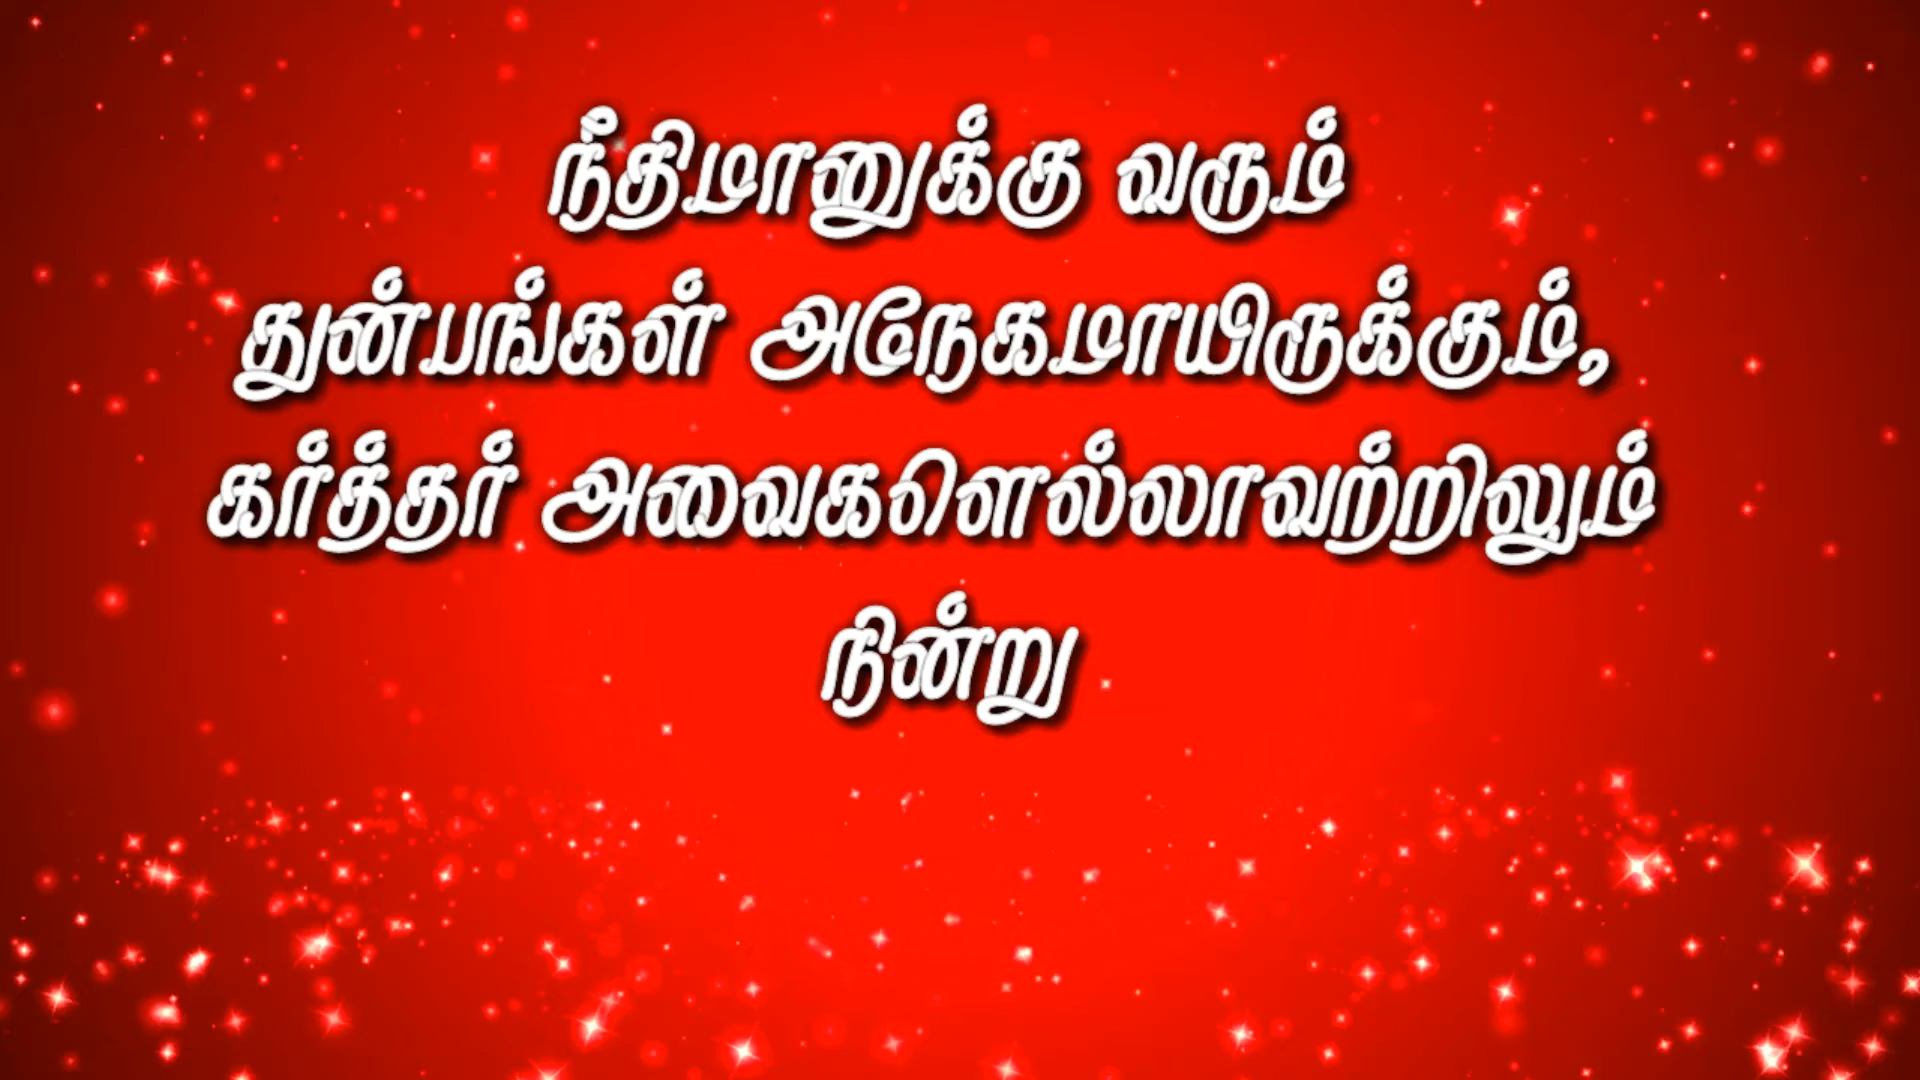 நீதிமானுக்கு வரும்
துன்பங்கள் அநேகமாயிருக்கும்,
கர்த்தர் அவைகளெல்லாவற்றிலும்
நின்று